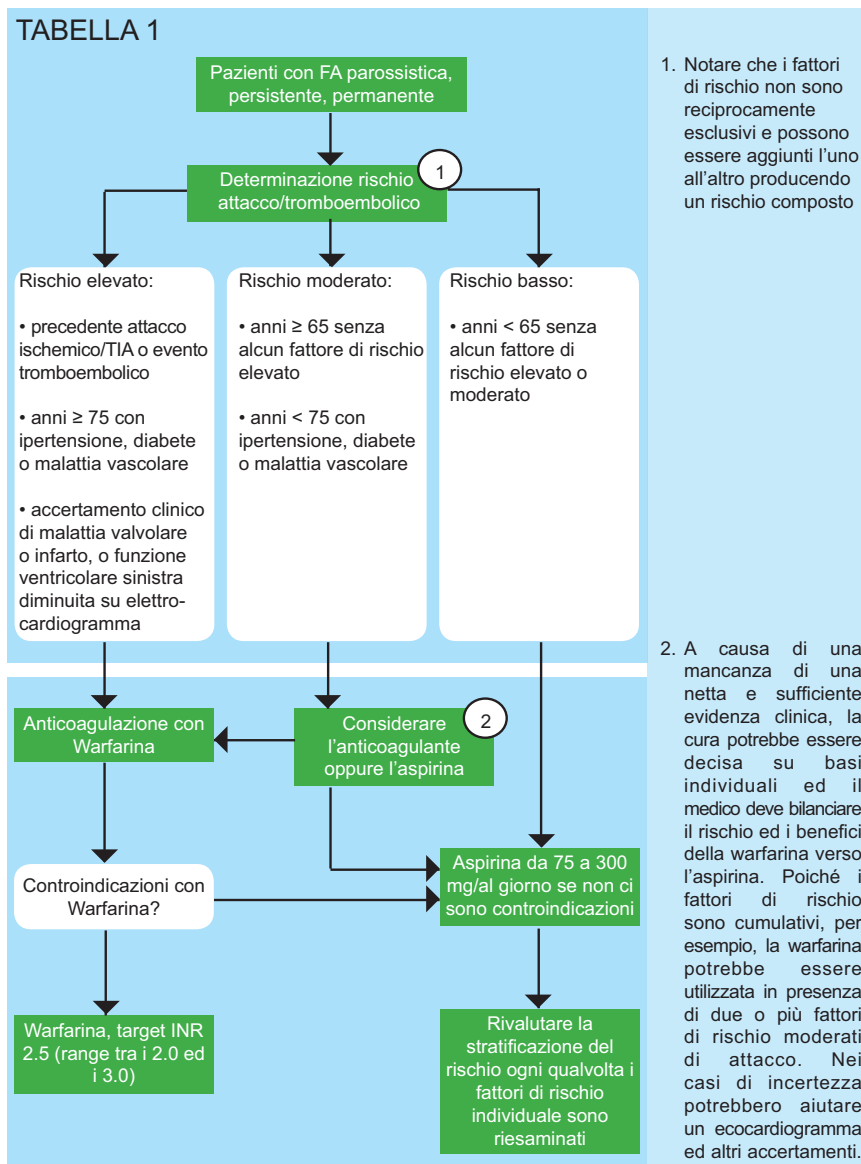 TABELLA 1
Pazienti con FA parossistica,
persistente, permanente
Determinazione rischio
attacco/tromboembolico
1
Rischio elevato:
• precedente attacco
ischemico/TIA o evento
tromboembolico
• anni ≥ 75 con
ipertensione, diabete
o malattia vascolare
• accertamento clinico
di malattia valvolare
o infarto, o funzione
ventricolare sinistra
diminuita su elettro-
cardiogramma
Rischio moderato:
• anni ≥ 65 senza
alcun fattore di rischio
elevato
• anni < 75 con
ipertensione, diabete
o malattia vascolare
Rischio basso:
• anni < 65 senza
alcun fattore di
rischio elevato o
moderato
Anticoagulazione con
Warfarina
Considerare
l’anticoagulante
oppure l’aspirina
2
Controindicazioni con
Warfarina?
Aspirina da 75 a 300
mg/al giorno se non ci
sono controindicazioni
Warfarina, target INR
2.5 (range tra i 2.0 ed
i 3.0)
Rivalutare la
stratificazione del
rischio ogni qualvolta i
fattori di rischio
individuale sono
riesaminati
1. Notare che i fattori
di rischio non sono
reciprocamente
esclusivi e possono
essere aggiunti l’uno
all’altro producendo
un rischio composto
2. A causa di una
mancanza di una
netta e sufficiente
evidenza clinica, la
cura potrebbe essere
decisa su basi
individuali ed il
medico deve bilanciare
il rischio ed i benefici
della warfarina verso
l’aspirina. Poiché i
fattori di rischio
sono cumulativi, per
esempio, la warfarina
potrebbe essere
utilizzata in presenza
di due o più fattori
di rischio moderati
di attacco. Nei
casi di incertezza
potrebbero aiutare
un ecocardiogramma
ed altri accertamenti.